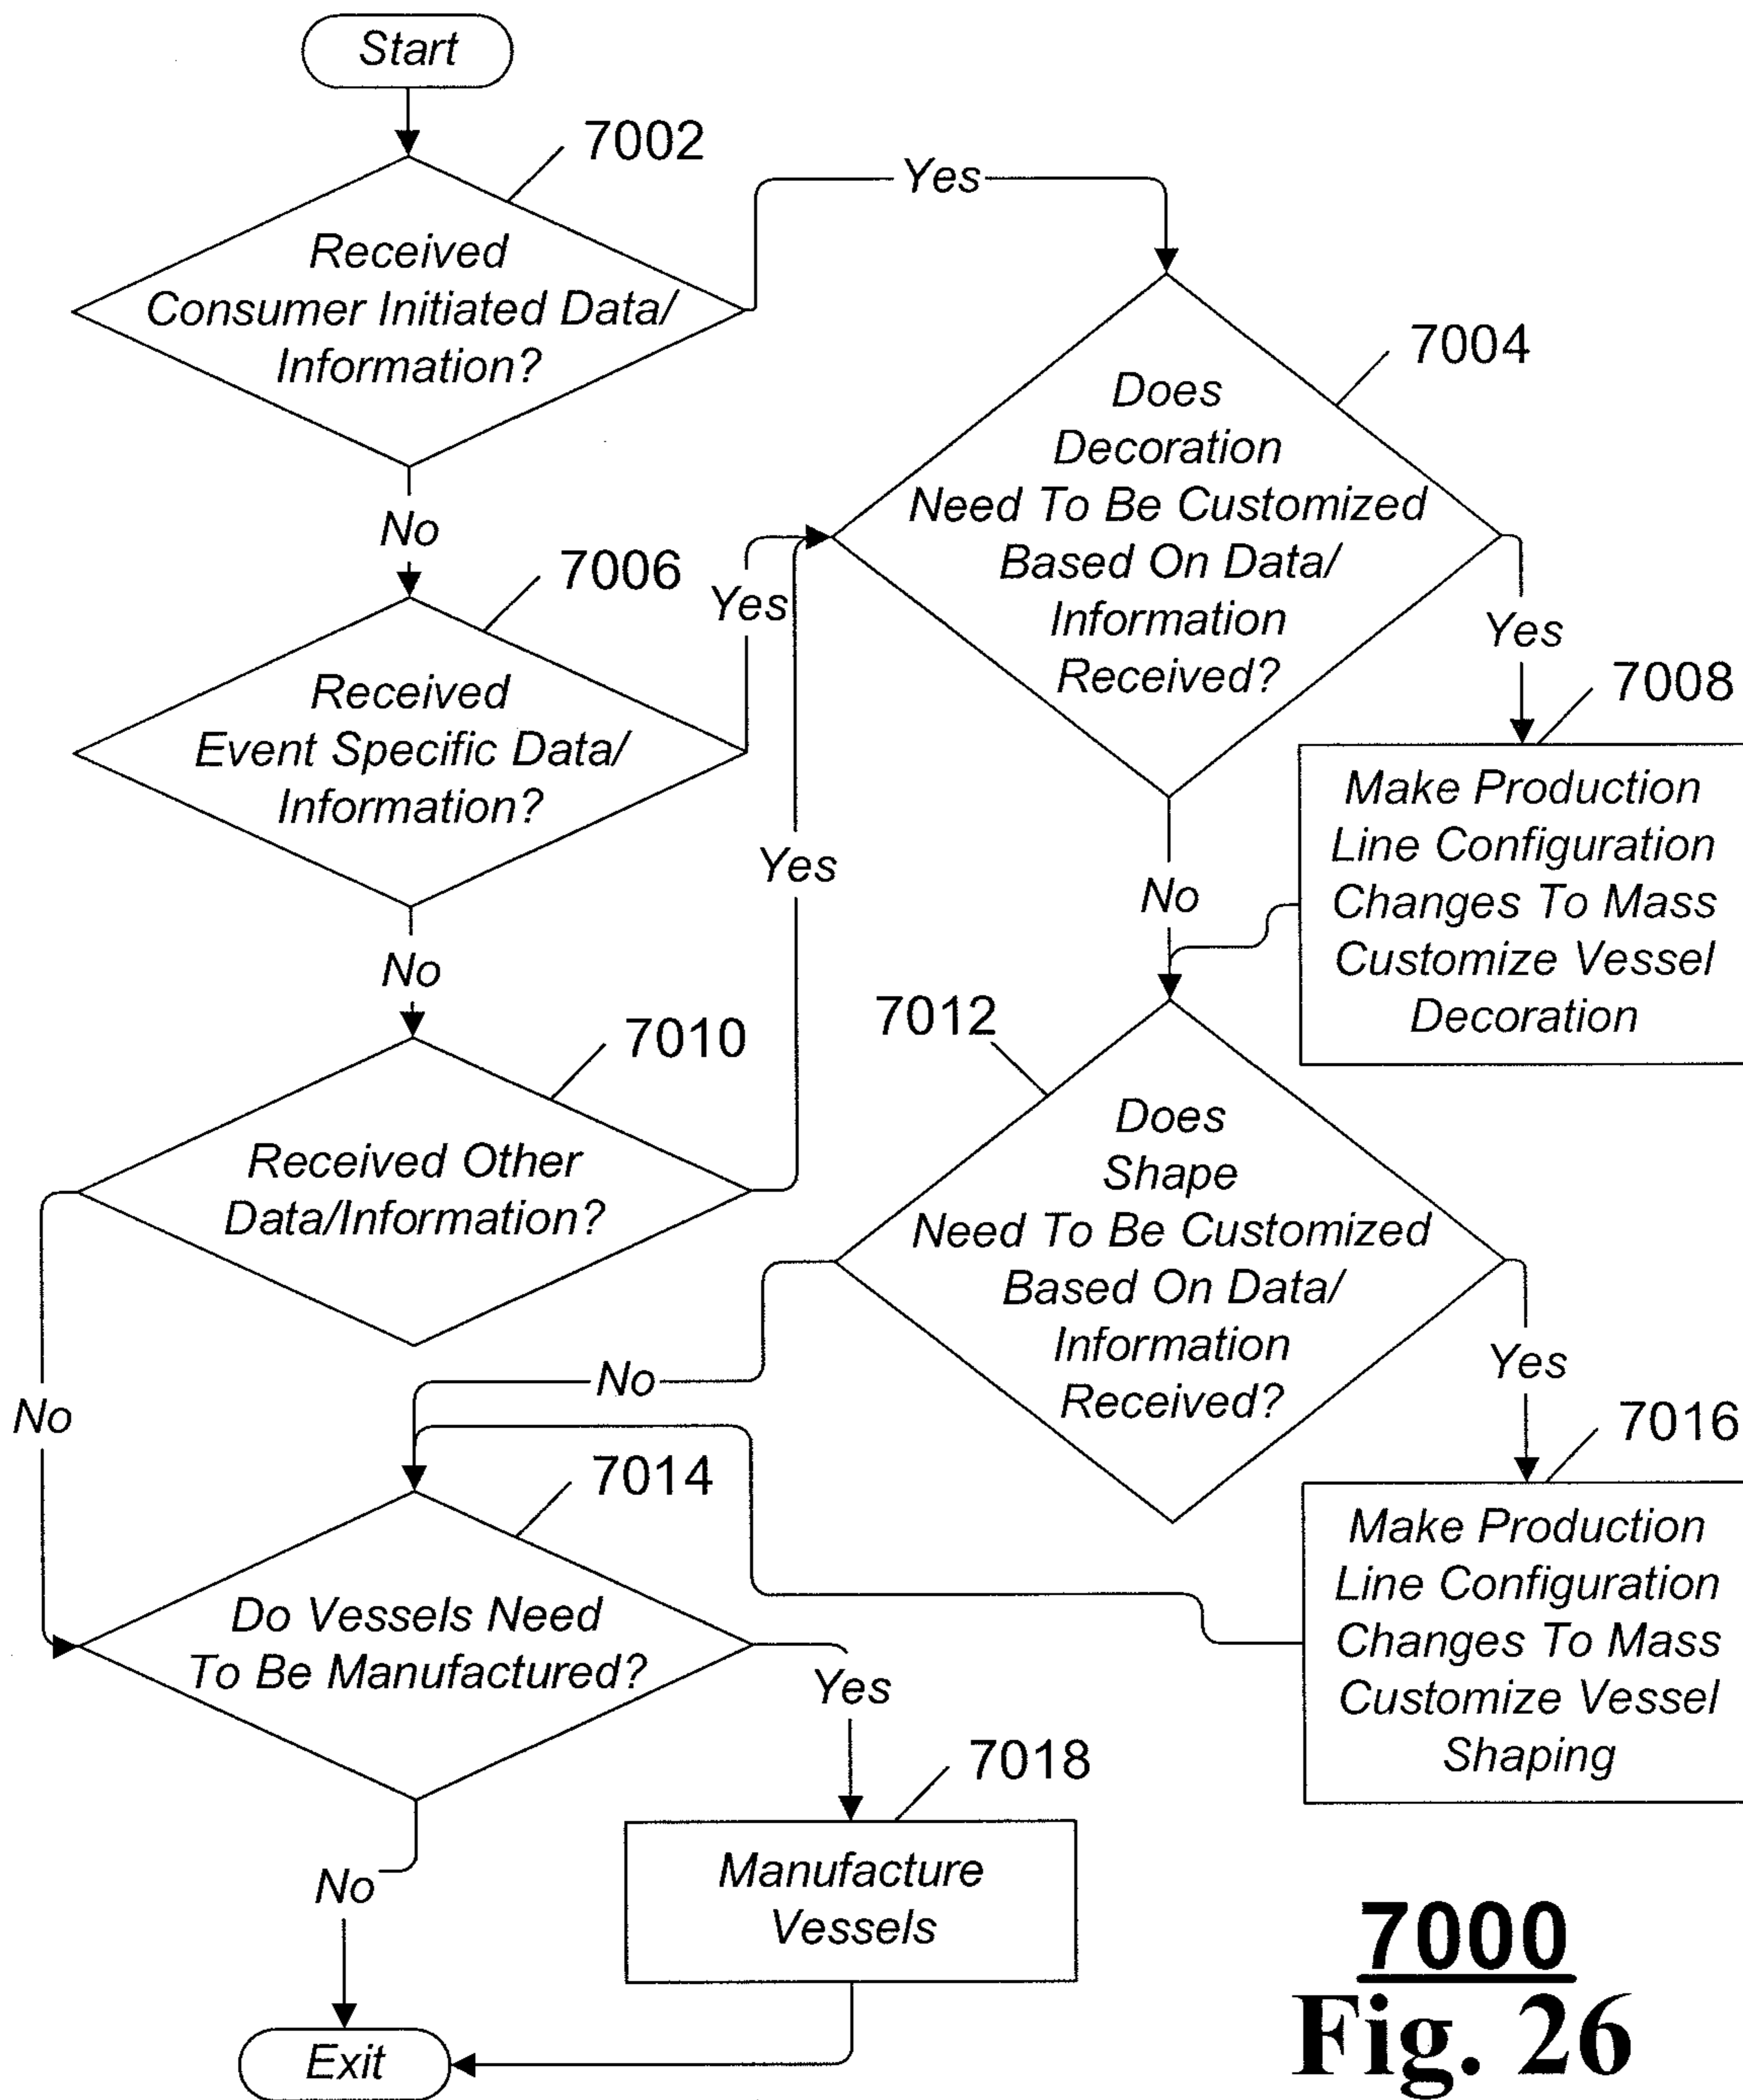 Start
7002
Received
Consumer Initiated Data/
Information?
Yes
No
7004
Does
Decoration
Need To Be Customized
Based On Data/
Information
Received?
Yes
No
7006
Received
Event Specific Data/
Information?
Yes
No
7008
Make Production
Line Configuration
Changes To Mass
Customize Vessel
Decoration
7010
Received Other
Data/Information?
Yes
No
7012
Does
Shape
Need To Be Customized
Based On Data/
Information
Received?
No
Yes
7014
Do Vessels Need
To Be Manufactured?
Yes
No
7016
Make Production
Line Configuration
Changes To Mass
Customize Vessel
Shaping
7018
Manufacture
Vessels
Exit
7000
Fig. 26